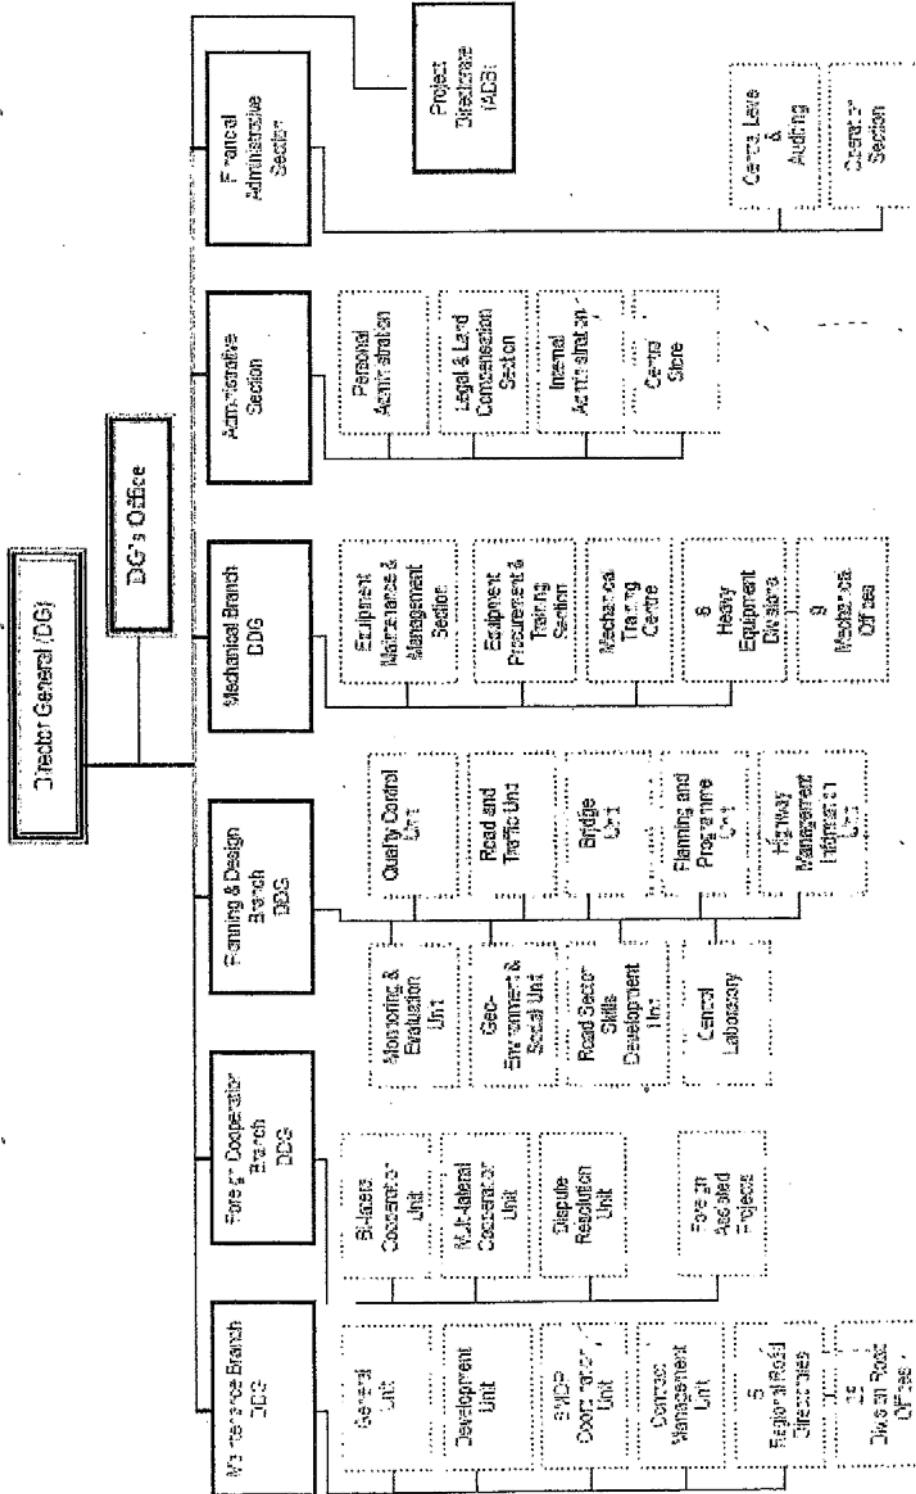 Director General (DG)
DG's Office
Maintenance Branch
DDG
General
Unit
Development
Unit
Coordination
Unit
Contract
Management
Unit
5
Regional Road
Directorates
Division Road
Offices
Foreign Cooperation
Branch
DDG
Bi-lateral
Cooperation
Unit
Multi-lateral
Cooperation
Unit
Dispute
Resolution
Unit
Foreign
Assisted
Projects
Planning & Design
Branch
DDG
Monitoring &
Evaluation
Unit
Geo-
Environment &
Social Unit
Road Sector
Skills
Development
Unit
Central
Laboratory
Quality Control
Unit
Road and
Traffic Unit
Bridge
Unit
Planning and
Programme
Unit
Highway
Management
Information
Unit
Mechanical Branch
DDG
Equipment
Maintenance &
Management
Section
Equipment
Procurement &
Training
Section
Mechanical
Training
Centre
Heavy
Equipment
Divisions
9
Mechanical
Offices
Administrative
Section
Personal
Administration
Legal & Land
Compensation
Section
Internal
Administration
Central
Store
Financial
Administrative
Section
Central Level
&
Auditing
Operation
Section
Project
Directorate
(ADB)